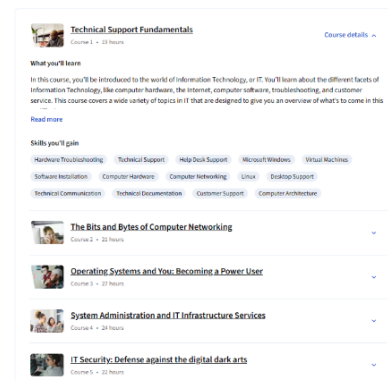 Technical Support Fundamentals
Course 1 • 23 hours
Course details
What you'll learn
In this course, you'll be introduced to the world of Information Technology, or IT. You'll learn about the different facets of
Information Technology, like computer hardware, the Internet, computer software, troubleshooting, and customer
service. This course covers a wide variety of topics in IT that are designed to give you an overview of what's to come in this
Read more
Skills you'll gain
Hardware Troubleshooting Technical Support Help Desk Support Microsoft Windows Virtual Machines
Software Installation Computer Hardware Computer Networking Linux Desktop Support
Technical Communication Technical Documentation Customer Support Computer Architecture
The Bits and Bytes of Computer Networking
Course 2 • 22 hours
Operating Systems and You: Becoming a Power User
Course 3 • 27 hours
System Administration and IT Infrastructure Services
Course 4 • 24 hours
IT Security: Defense against the digital dark arts
Course 5 • 22 hours